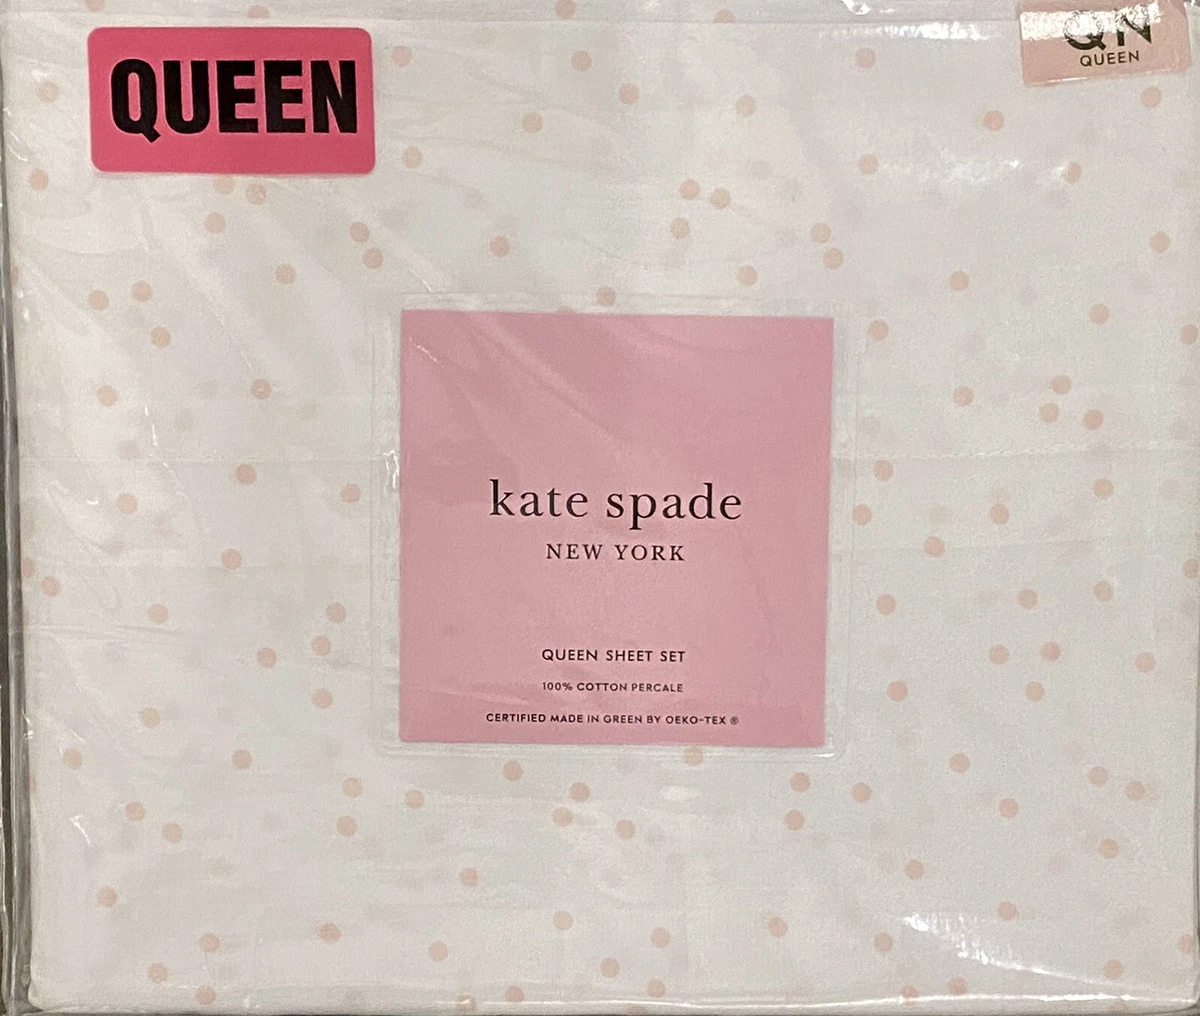 QUEEN
QN
QUEEN
kate spade
NEW YORK
QUEEN SHEET SET
100% COTTON PERCALE
CERTIFIED MADE IN GREEN BY OEKO-TEX ®